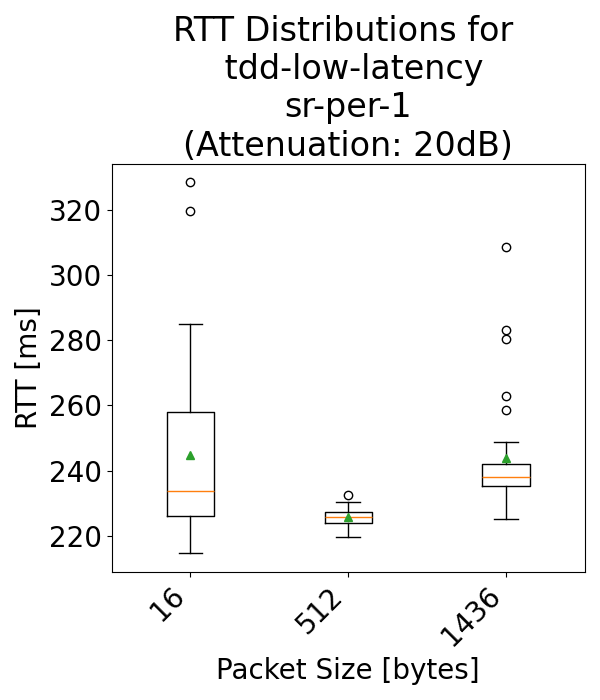 RTT Distributions for
tdd-low-latency
sr-per-1
(Attenuation: 20dB)
RTT [ms]
320
300
280
260
240
220
16
512
1436
Packet Size [bytes]